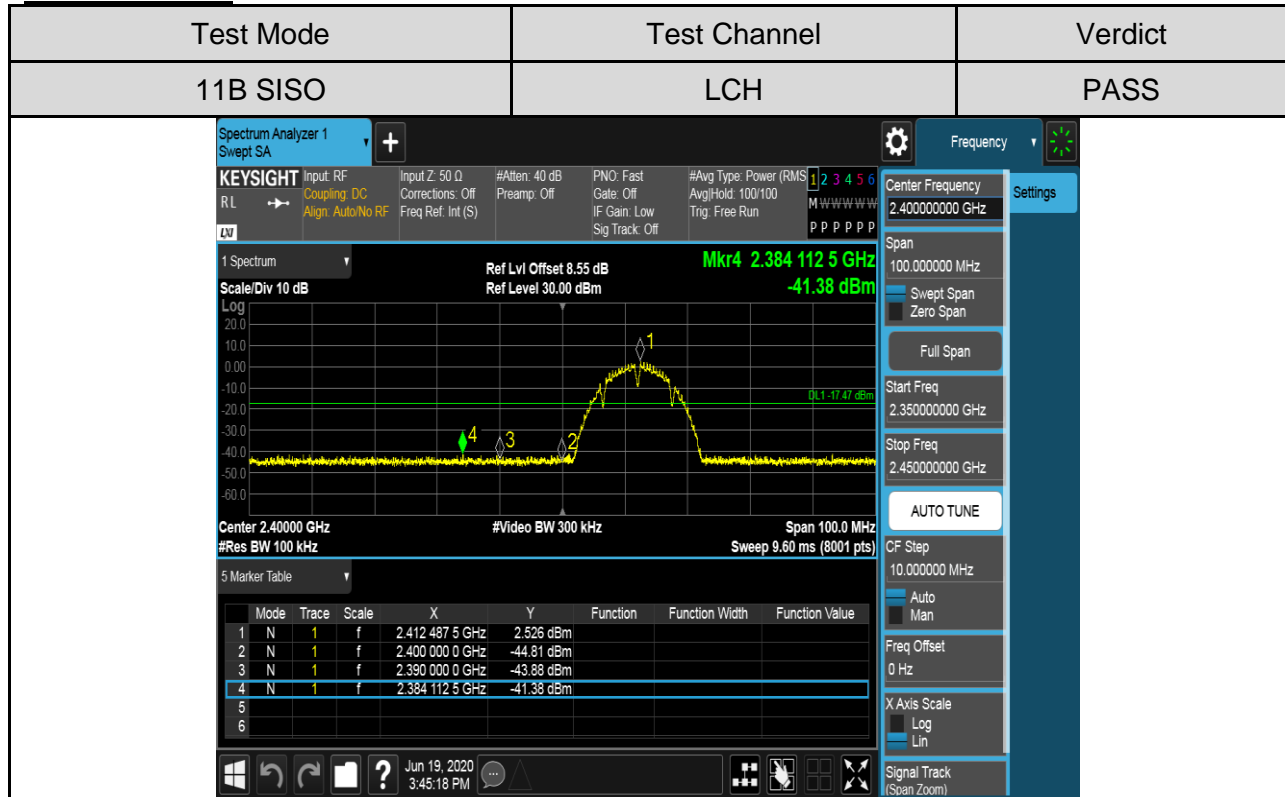 Test Mode Test Channel Verdict
11B SISO LCH PASS
Spectrum Analyzer 1
Swept SA
+
Frequency
KEYSIGHT
RL
LXI
Input: RF
Coupling: DC
Align: Auto/No RF
Input Z: 50 Ω
Corrections: Off
Freq Ref: Int (S)
#Atten: 40 dB
Preamp: Off
PNO: Fast
Gate: Off
IF Gain: Low
Sig Track: Off
#Avg Type: Power (RMS
Avg|Hold: 100/100
Trig: Free Run
1 2 3 4 5 6
M W W W W W
P P P P P P
Center Frequency
2.400000000 GHz
Settings
Span
100.000000 MHz
Swept Span
Zero Span
Full Span
Start Freq
2.350000000 GHz
Stop Freq
2.450000000 GHz
AUTO TUNE
CF Step
10.000000 MHz
Auto
Man
Freq Offset
0 Hz
X Axis Scale
Log
Lin
Signal Track
(Span Zoom)
1 Spectrum
Scale/Div 10 dB
Ref Lvl Offset 8.55 dB
Ref Level 30.00 dBm
Mkr4 2.384 112 5 GHz
-41.38 dBm
Log
20.0
10.0
0.00
-10.0
-20.0
-30.0
-40.0
-50.0
-60.0
1
DL1 -17.47 dBm
4
3
2
Center 2.40000 GHz
#Video BW 300 kHz
Span 100.0 MHz
#Res BW 100 kHz
Sweep 9.60 ms (8001 pts)
5 Marker Table
Mode Trace Scale X Y Function Function Width Function Value
1 N 1 f 2.412 487 5 GHz 2.526 dBm
2 N 1 f 2.400 000 0 GHz -44.81 dBm
3 N 1 f 2.390 000 0 GHz -43.88 dBm
4 N 1 f 2.384 112 5 GHz -41.38 dBm
5
6
?
Jun 19, 2020
3:45:18 PM